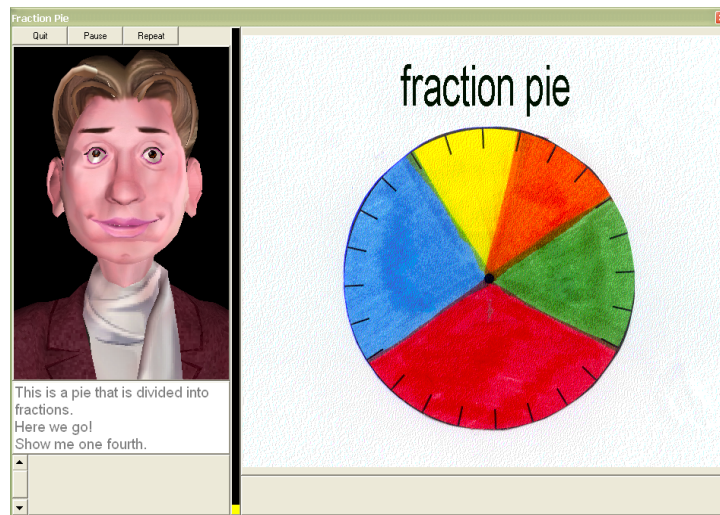 Fraction Pie
Quit Pause Repeat
fraction pie
This is a pie that is divided into
fractions.
Here we go!
Show me one fourth.